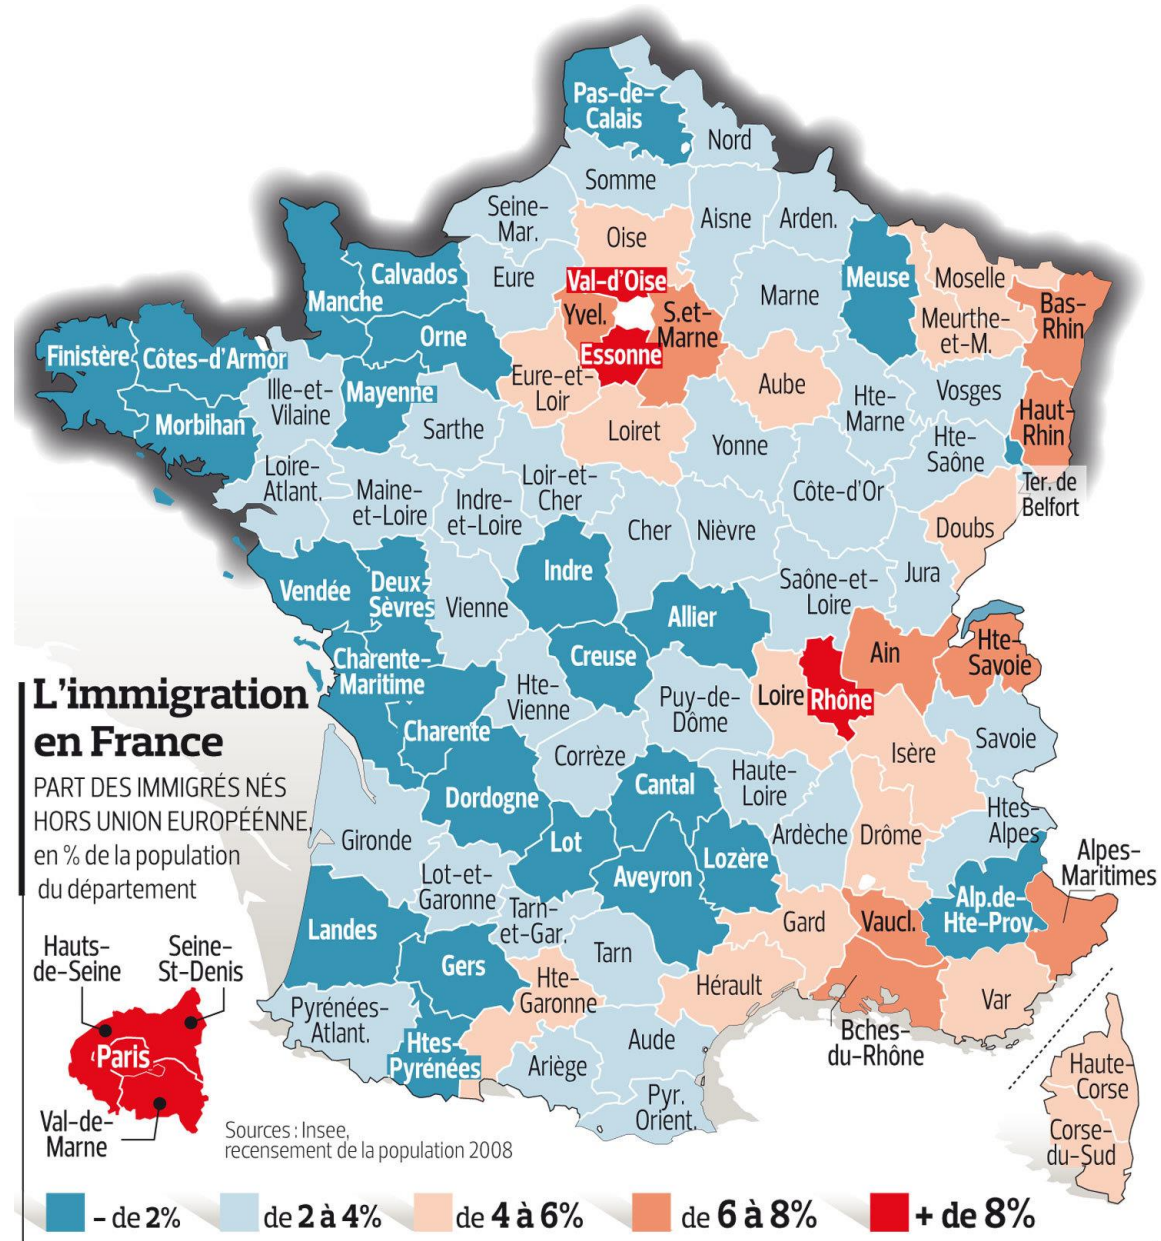 Pas-de-
Calais
Nord
Somme
Seine-
Mar.
Aisne
Arden.
Oise
Calvados
Eure
Val-d'Oise
Meuse
Moselle
Manche
Marne
Bas-
Rhin
Yvel.
S.et-
Marne
Meurthe-
et-M.
Orne
Finistère
Côtes-d'Armor
Essonne
Ille-et-
Vilaine
Mayenne
Eure-et-
Loir
Aube
Hte-
Marne
Vosges
Haut-
Rhin
Morbihan
Sarthe
Loiret
Yonne
Hte-
Saône
Loire-
Atlant.
Maine-
et-Loire
Indre-
et-Loire
Loir-et-
Cher
Côte-d'Or
Ter. de
Belfort
Cher
Nièvre
Doubs
Vendée
Deux-
Sèvres
Vienne
Indre
Saône-et-
Loire
Jura
Allier
Charente-
Maritime
Creuse
Ain
Hte-
Savoie
Hte-
Vienne
Puy-de-
Dôme
Loire
Rhône
Charente
Corrèze
Isère
Savoie
Dordogne
Cantal
Haute-
Loire
Htes-
Alpes
Gironde
Lot
Ardèche
Drôme
Lozère
Aveyron
Lot-et-
Garonne
Alp.de-
Hte-Prov.
Alpes-
Maritimes
Landes
Tarn-
et-Gar.
Gard
Vaucl.
Gers
Tarn
Hte-
Garonne
Hérault
Var
Pyrénées-
Atlant.
Htes-
Pyrénées
Ariège
Aude
Bches-
du-Rhône
Pyr.
Orient.
Haute-
Corse
Corse-
du-Sud
L'immigration
en France
PART DES IMMIGRÉS NÉS
HORS UNION EUROPÉÉNNE,
en % de la population
du département
Hauts-
de-Seine
Seine-
St-Denis
Paris
Val-de-
Marne
Sources : Insee,
recensement de la population 2008
- de 2%
de 2 à 4%
de 4 à 6%
de 6 à 8%
+ de 8%